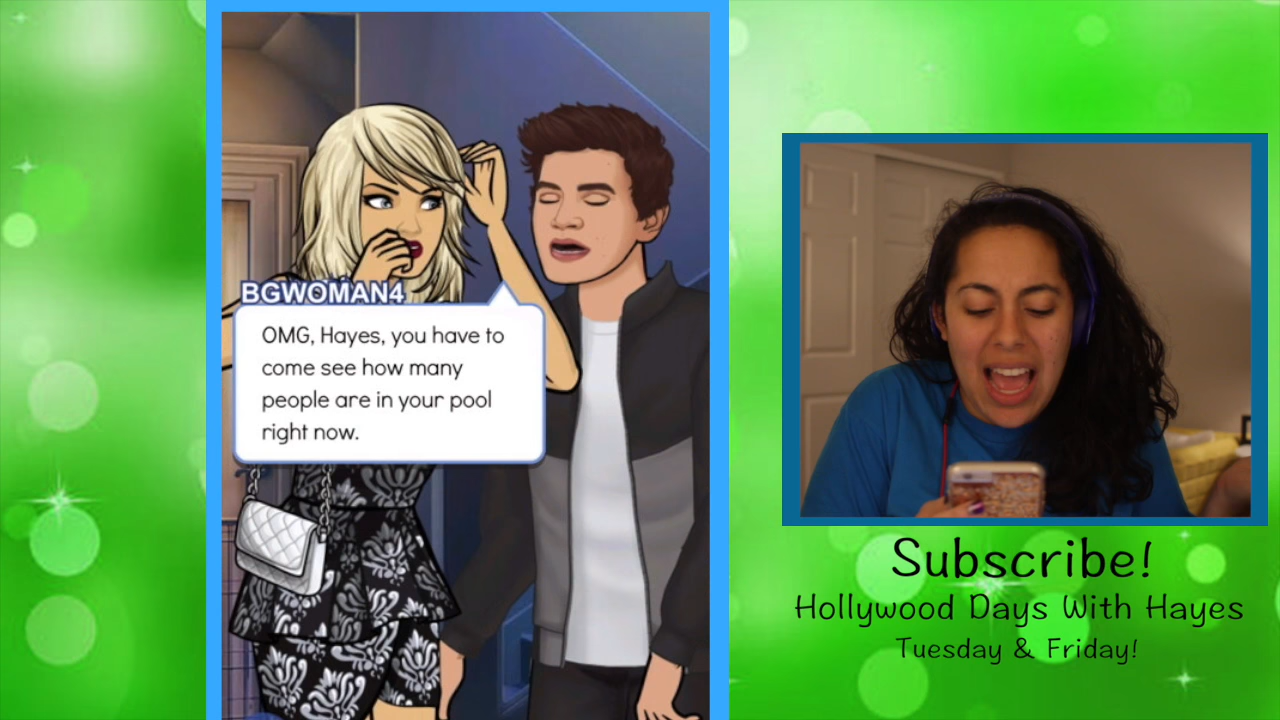 BGWOMAN4
OMG, Hayes, you have to
come see how many
people are in your pool
right now.
Subscribe!
Hollywood Days With Hayes
Tuesday & Friday!